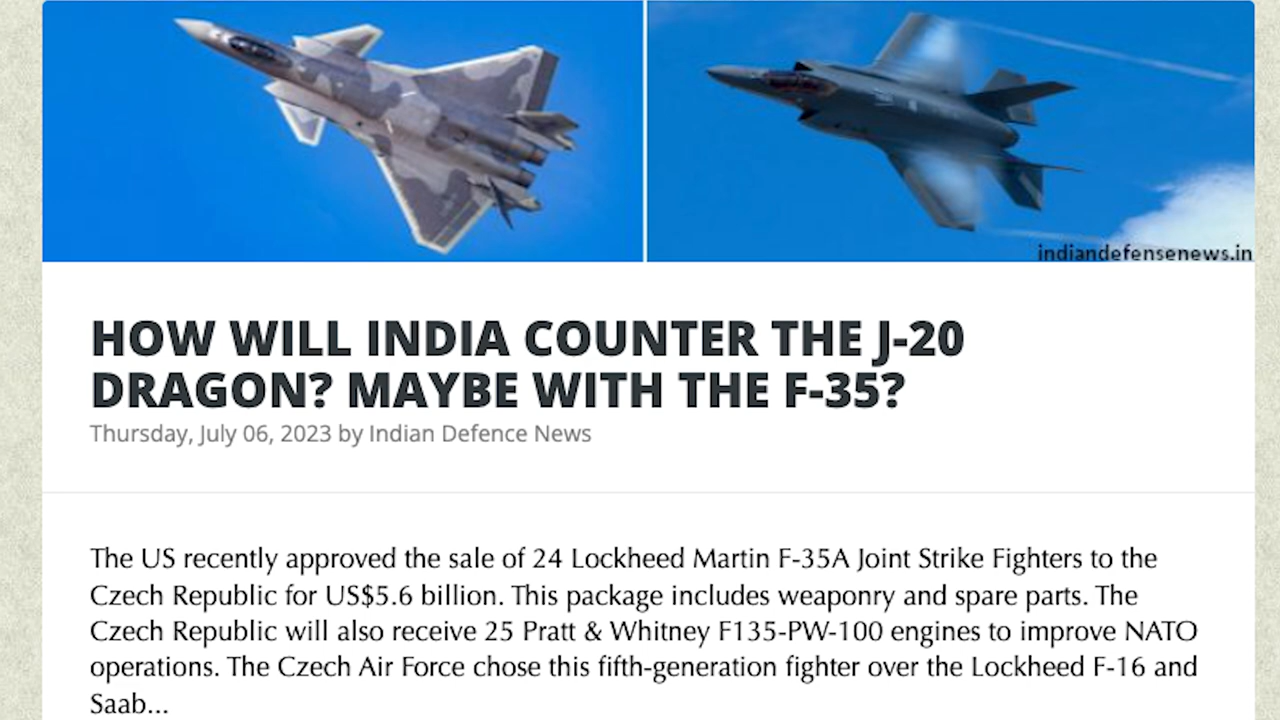 indiandefensenews.in
HOW WILL INDIA COUNTER THE J-20
DRAGON? MAYBE WITH THE F-35?
Thursday, July 06, 2023 by Indian Defence News
The US recently approved the sale of 24 Lockheed Martin F-35A Joint Strike Fighters to the
Czech Republic for US$5.6 billion. This package includes weaponry and spare parts. The
Czech Republic will also receive 25 Pratt & Whitney F135-PW-100 engines to improve NATO
operations. The Czech Air Force chose this fifth-generation fighter over the Lockheed F-16 and
Saab...